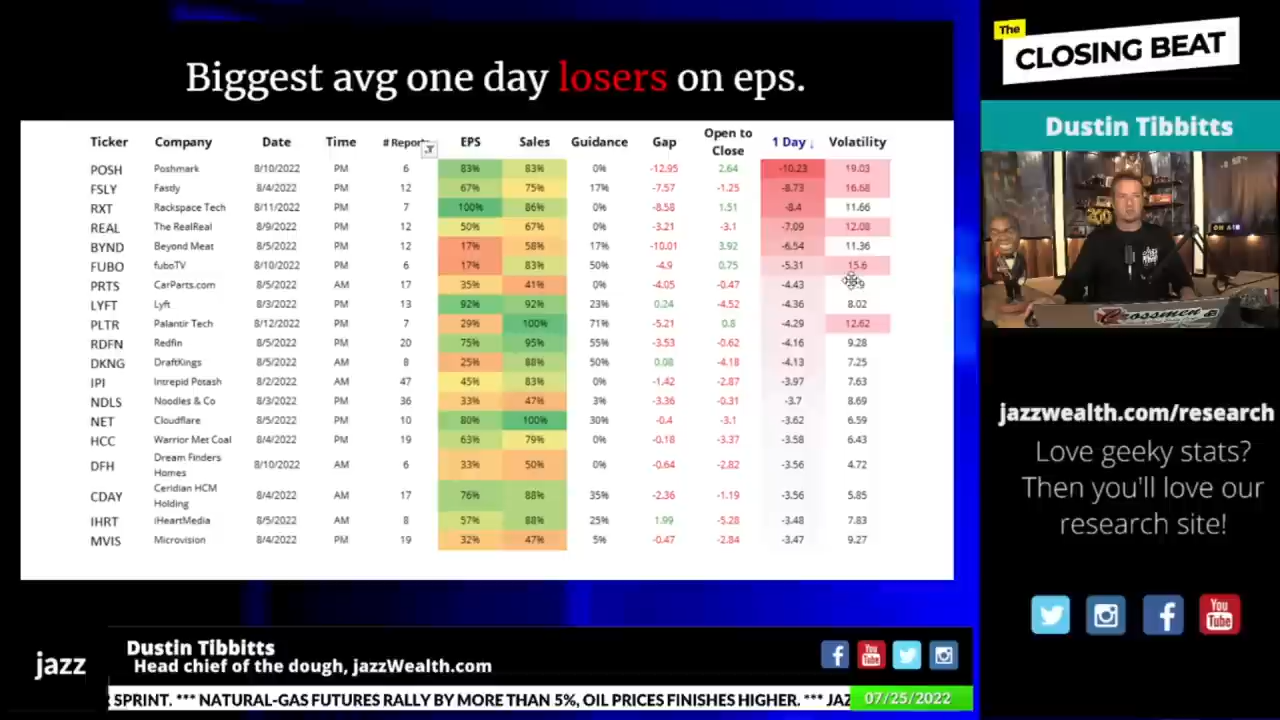 The
CLOSING BEAT
Biggest avg one day losers on eps.
Dustin Tibbitts
Ticker Company Date Time # Reports EPS Sales Guidance Gap Open to Close 1 Day ↓ Volatility
POSH Poshmark 8/10/2022 PM 6 83% 83% 0% -12.95 2.64 -10.23 19.03
FSLY Fastly 8/4/2022 PM 12 67% 75% 17% -7.57 -1.25 -8.73 16.68
RXT Rackspace Tech 8/11/2022 PM 7 100% 86% 0% -8.58 1.51 -8.4 11.66
REAL The RealReal 8/9/2022 PM 12 50% 67% 0% -3.21 -3.1 -7.09 12.08
BYND Beyond Meat 8/5/2022 PM 12 17% 58% 17% -10.01 3.92 -6.54 11.36
FUBO fuboTV 8/10/2022 PM 6 17% 83% 50% -4.9 0.75 -5.31 15.6
PRTS CarParts.com 8/5/2022 AM 17 35% 41% 0% -4.05 -0.47 -4.43
LYFT Lyft 8/3/2022 PM 13 92% 92% 23% 0.24 -4.52 -4.36 8.02
PLTR Palantir Tech 8/12/2022 PM 7 29% 100% 71% -5.21 0.8 -4.29 12.62
RDFN Redfin 8/5/2022 PM 20 75% 95% 55% -3.53 -0.62 -4.16 9.28
DKNG DraftKings 8/5/2022 AM 8 25% 88% 50% 0.08 -4.18 -4.13 7.25
IPI Intrepid Potash 8/2/2022 AM 47 45% 83% 0% -1.42 -2.87 -3.97 7.63
NDLS Noodles & Co 8/3/2022 PM 36 33% 47% 3% -3.36 -0.31 -3.7 8.69
NET Cloudflare 8/5/2022 PM 10 80% 100% 30% -0.4 -3.1 -3.62 6.59
HCC Warrior Met Coal 8/4/2022 PM 19 63% 79% 0% -0.18 -3.37 -3.58 6.43
DFH Dream Finders Homes 8/10/2022 AM 6 33% 50% 0% -0.64 -2.82 -3.56 4.72
CDAY Ceridian HCM Holding 8/4/2022 AM 17 76% 88% 35% -2.36 -1.19 -3.56 5.85
IHRT iHeartMedia 8/5/2022 AM 8 57% 88% 25% 1.99 -5.28 -3.48 7.83
MVIS Microvision 8/4/2022 PM 19 32% 47% 5% -0.47 -2.84 -3.47 9.27
ON AIR
jazzwealth.com/research
Love geeky stats?
Then you'll love our
research site!
You Tube
jazz
Dustin Tibbitts
Head chief of the dough, jazzWealth.com
SPRINT. *** NATURAL-GAS FUTURES RALLY BY MORE THAN 5%, OIL PRICES FINISHES HIGHER. *** JAZ
07/25/2022